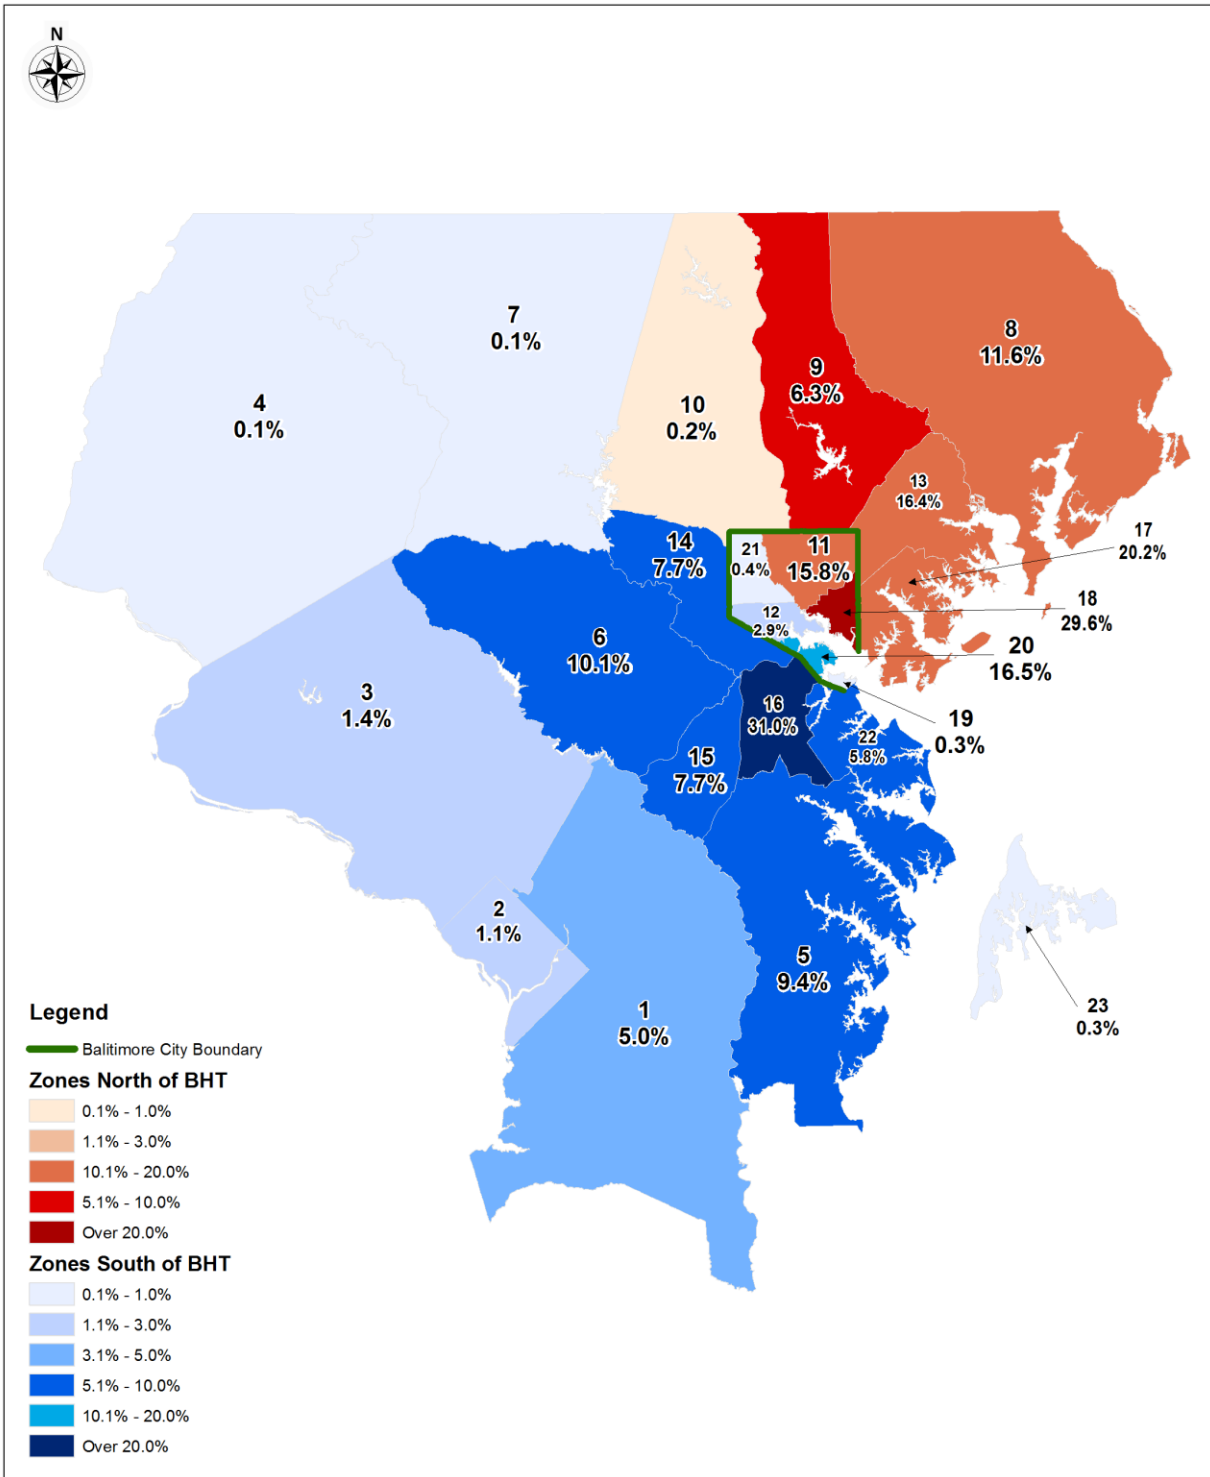 N
7
0.1%
8
11.6%
9
6.3%
4
0.1%
10
0.2%
13
16.4%
17
20.2%
14
7.7%
21
0.4%
11
15.8%
18
29.6%
12
2.9%
6
10.1%
20
16.5%
3
1.4%
16
31.0%
19
0.3%
22
5.8%
15
7.7%
2
1.1%
5
9.4%
23
0.3%
1
5.0%
Legend
Balitimore City Boundary
Zones North of BHT
0.1% - 1.0%
1.1% - 3.0%
10.1% - 20.0%
5.1% - 10.0%
Over 20.0%
Zones South of BHT
0.1% - 1.0%
1.1% - 3.0%
3.1% - 5.0%
5.1% - 10.0%
10.1% - 20.0%
Over 20.0%